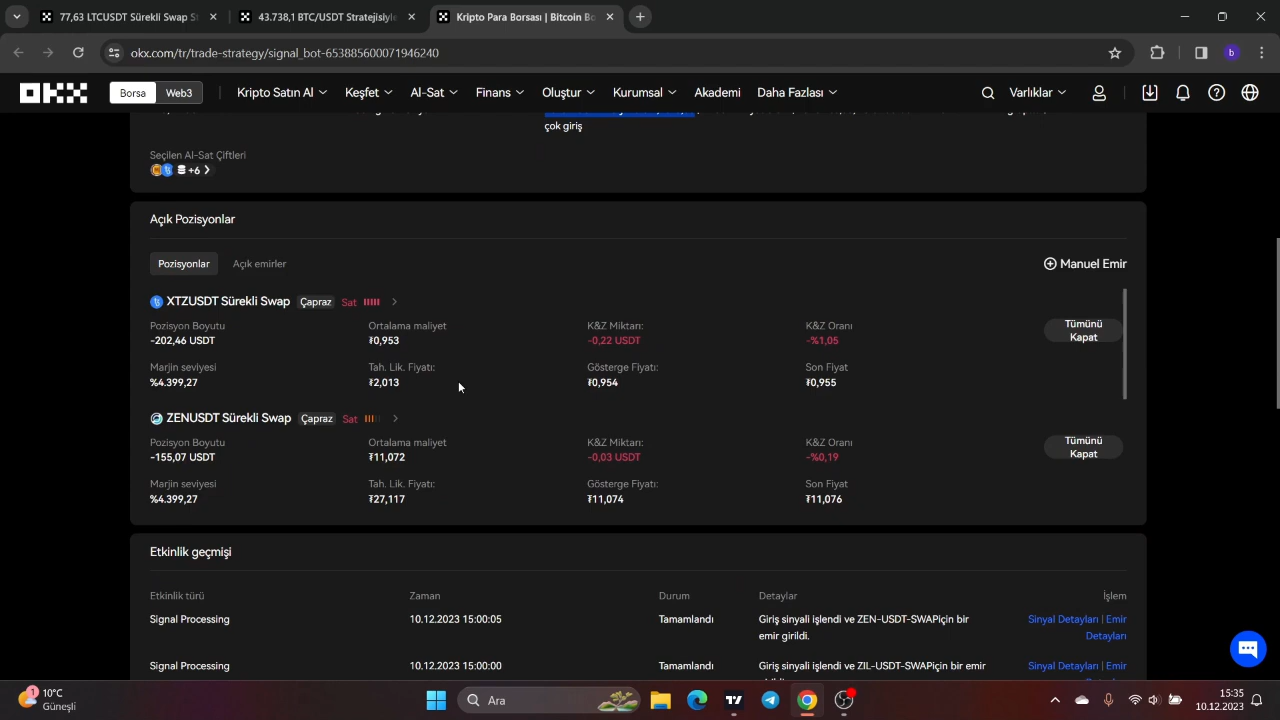 77,63 LTCUSDT Sürekli Swap S
43.738,1 BTC/USDT Stratejisiyle
Kripto Para Borsası | Bitcoin Bo
okx.com/tr/trade-strategy/signal_bot-653885600071946240
b
OKX
Borsa
Web3
Kripto Satın Al
Keşfet
Al-Sat
Finans
Oluştur
Kurumsal
Akademi
Daha Fazlası
Varlıklar
çok giriş
Seçilen Al-Sat Çiftleri
+6
Açık Pozisyonlar
Pozisyonlar
Açık emirler
Manuel Emir
XTZUSDT Sürekli Swap Çapraz Sat
Pozisyon Boyutu
Ortalama maliyet
K&Z Miktarı:
K&Z Oranı
-202,46 USDT
₮0,953
-0,22 USDT
-%1,05
Tümünü
Kapat
Marjin seviyesi
Tah. Lik. Fiyatı:
Gösterge Fiyatı:
Son Fiyat
%4.399,27
₮2,013
₮0,954
₮0,955
ZENUSDT Sürekli Swap Çapraz Sat
Pozisyon Boyutu
Ortalama maliyet
K&Z Miktarı:
K&Z Oranı
-155,07 USDT
₮11,072
-0,03 USDT
-%0,19
Tümünü
Kapat
Marjin seviyesi
Tah. Lik. Fiyatı:
Gösterge Fiyatı:
Son Fiyat
%4.399,27
₮27,117
₮11,074
₮11,076
Etkinlik geçmişi
Etkinlik türü
Zaman
Durum
Detaylar
İşlem
Signal Processing
10.12.2023 15:00:05
Tamamlandı
Giriş sinyali işlendi ve ZEN-USDT-SWAPiçin bir
emir girildi.
Sinyal Detayları | Emir
Detayları
Signal Processing
10.12.2023 15:00:00
Tamamlandı
Giriş sinyali işlendi ve ZIL-USDT-SWAPiçin bir emir
Sinyal Detayları | Emir
1
10°C
Güneşli
Ara
15:35
10.12.2023